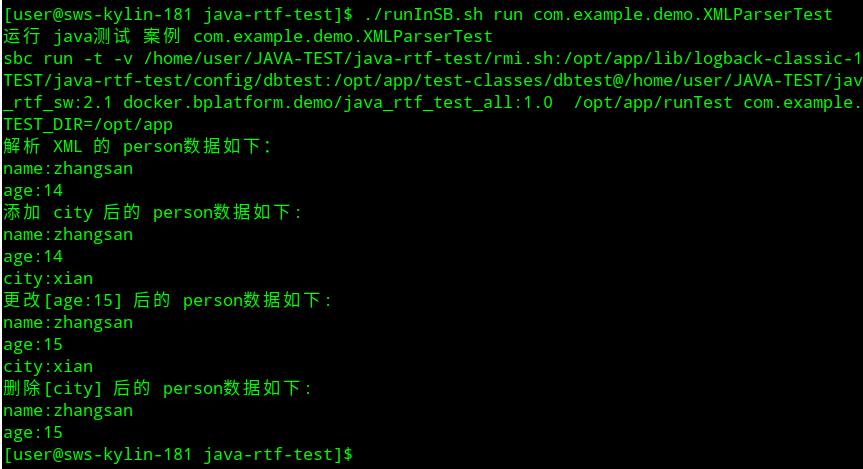 [user@sws-kylin-181 java-rtf-test]$ ./runInSB.sh run com.example.demo.XMLParserTest
运行 java测试 案例 com.example.demo.XMLParserTest
sbc run -t -v /home/user/JAVA-TEST/java-rtf-test/rmi.sh:/opt/app/lib/logback-classic-1
TEST/java-rtf-test/config/dbtest:/opt/app/test-classes/dbtest@/home/user/JAVA-TEST/jav
_rtf_sw:2.1 docker.bplatform.demo/java_rtf_test_all:1.0  /opt/app/runTest com.example.
TEST_DIR=/opt/app
解析 XML 的 person数据如下:
name:zhangsan
age:14
添加 city 后的 person数据如下:
name:zhangsan
age:14
city:xian
更改[age:15] 后的 person数据如下:
name:zhangsan
age:15
city:xian
删除[city] 后的 person数据如下:
name:zhangsan
age:15
[user@sws-kylin-181 java-rtf-test]$